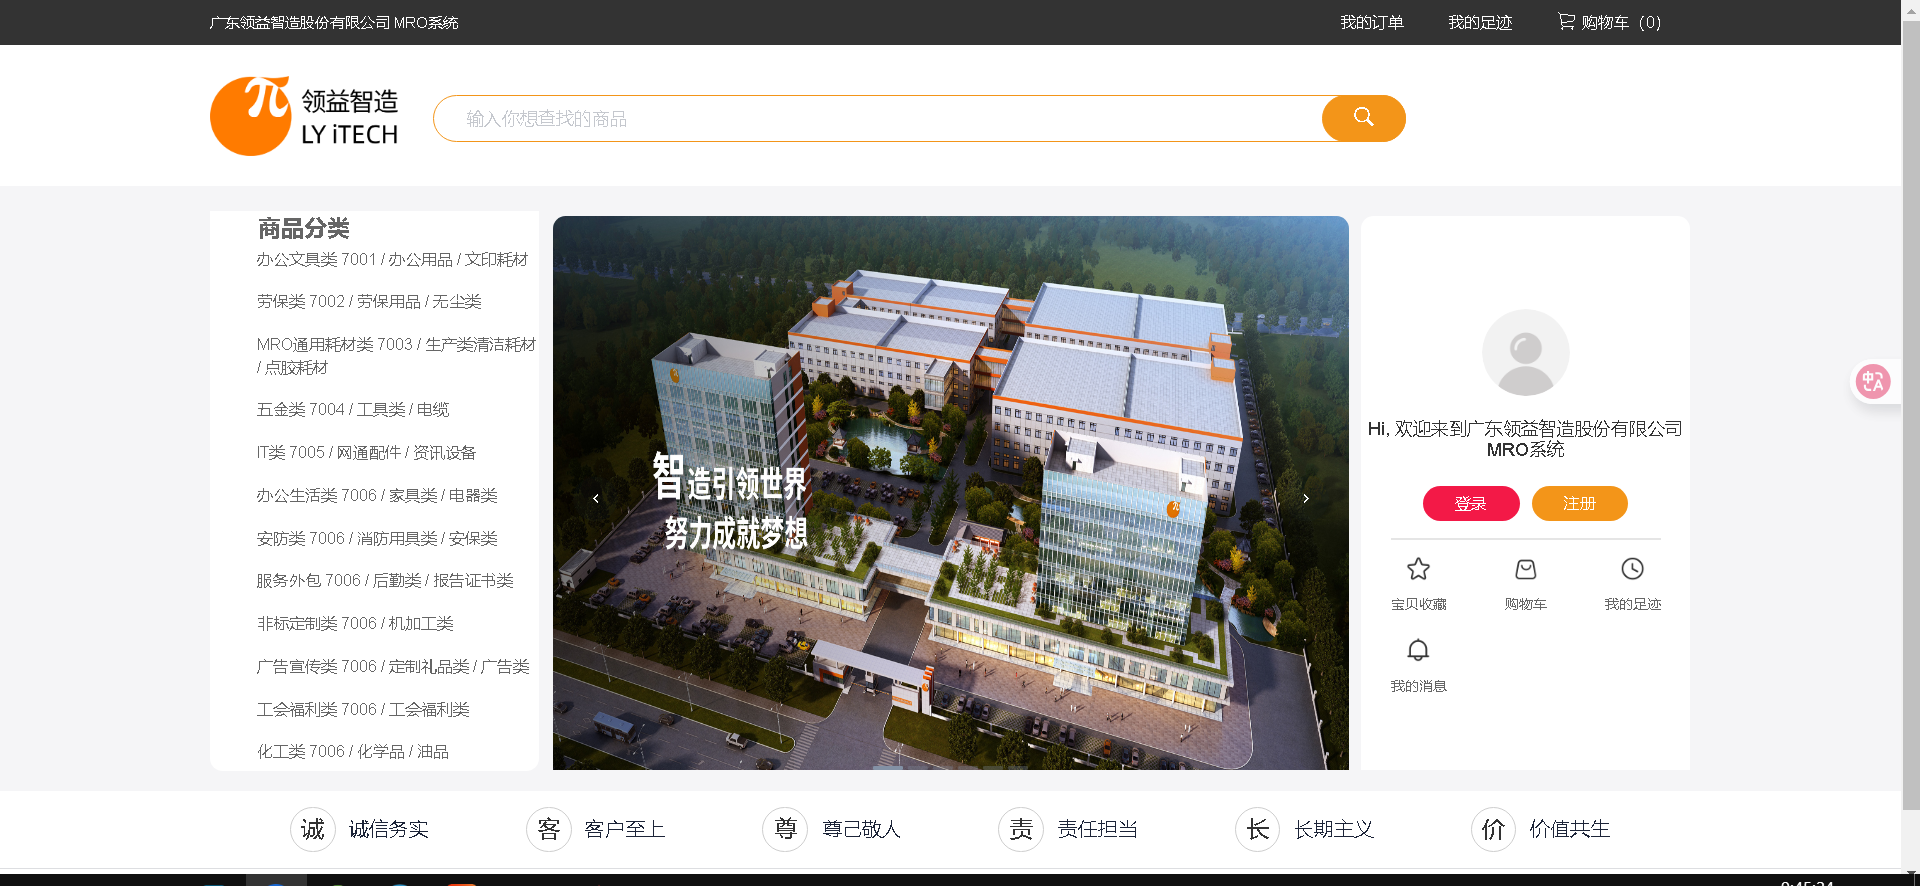 广东领益智造股份有限公司 MRO系统
我的订单
我的足迹
购物车（0）
领益智造
LY iTECH
输入你想查找的商品
商品分类
办公文具类 7001 / 办公用品 / 文印耗材
劳保类 7002 / 劳保用品 / 无尘类
MRO通用耗材类 7003 / 生产类清洁耗材
/ 点胶耗材
五金类 7004 / 工具类 / 电缆
IT类 7005 / 网通配件 / 资讯设备
办公生活类 7006 / 家具类 / 电器类
安防类 7006 / 消防用具类 / 安保类
服务外包 7006 / 后勤类 / 报告证书类
非标定制类 7006 / 机加工类
广告宣传类 7006 / 定制礼品类 / 广告类
工会福利类 7006 / 工会福利类
化工类 7006 / 化学品 / 油品
智造引领世界
努力成就梦想
Hi, 欢迎来到广东领益智造股份有限公司
MRO系统
登录
注册
宝贝收藏
购物车
我的足迹
我的消息
中A
诚 诚信务实
客 客户至上
尊 尊己敬人
责 责任担当
长 长期主义
价 价值共生